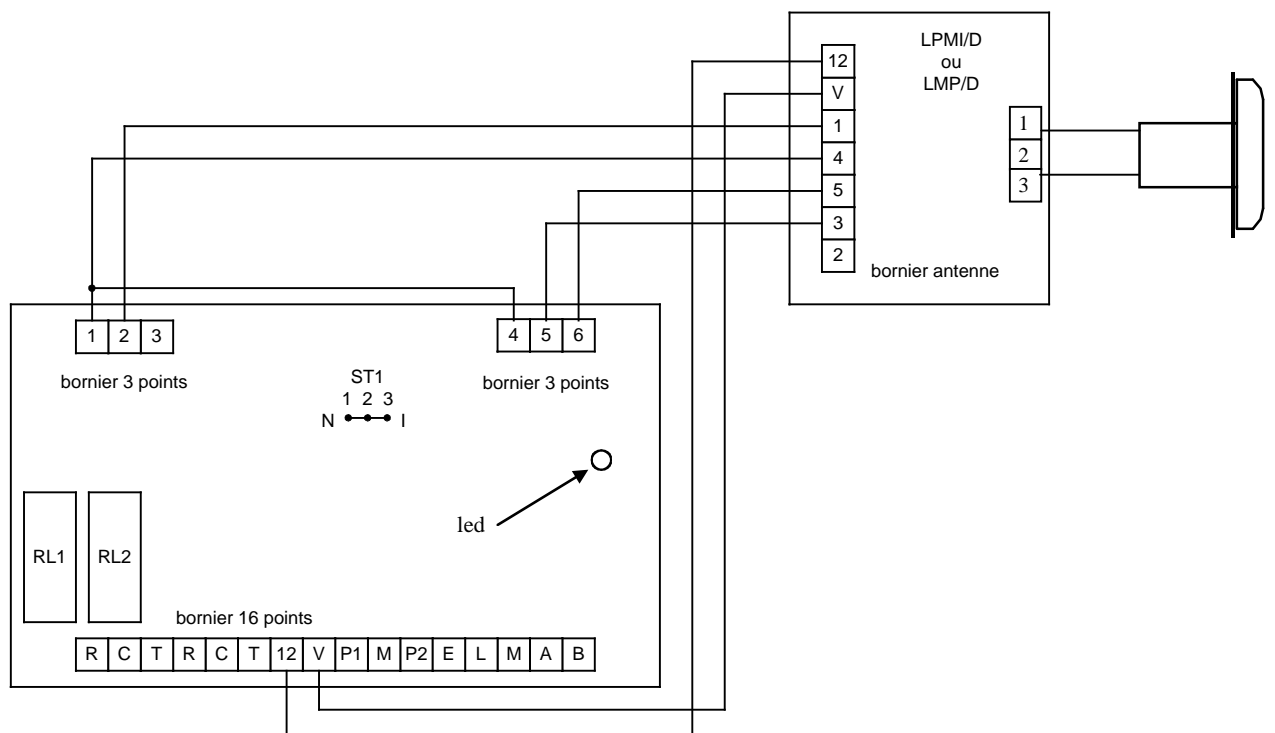 LPMI/D
ou
LMP/D
12
V
1
4
5
3
2
bornier antenne
1
2
3
1 2 3
bornier 3 points
4 5 6
bornier 3 points
ST1
1 2 3
N I
led
RL1
RL2
bornier 16 points
R C T R C T 12 V P1 M P2 E L M A B